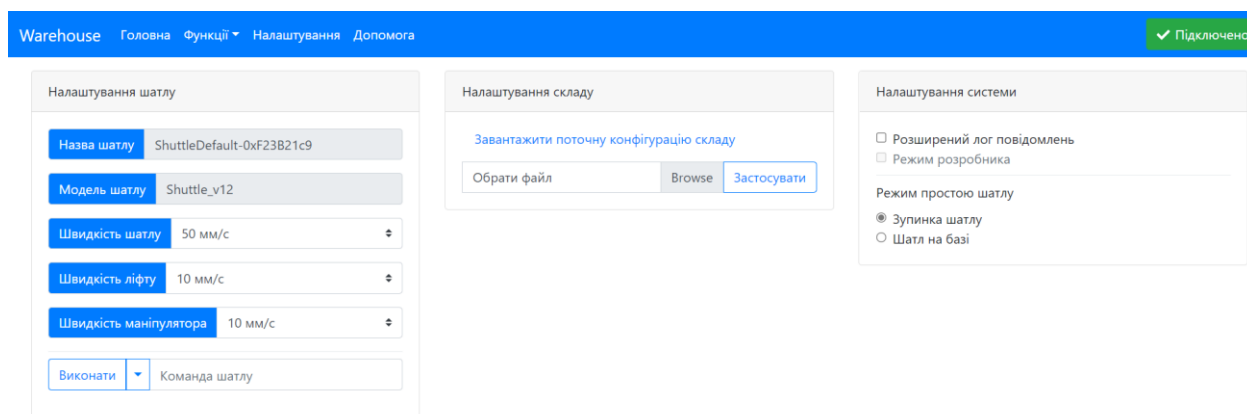 Warehouse Головна Функції Налаштування Допомога Підключено
Налаштування шатлу
Назва шатлу ShuttleDefault-0xF23B21c9
Модель шатлу Shuttle_v12
Швидкість шатлу 50 мм/с
Швидкість ліфту 10 мм/с
Швидкість маніпулятора 10 мм/с
Виконати Команда шатлу
Налаштування складу
Завантажити поточну конфігурацію складу
Обрати файл Browse Застосувати
Налаштування системи
Розширений лог повідомлень
Режим розробника
Режим простою шатлу
Зупинка шатлу
Шатл на базі